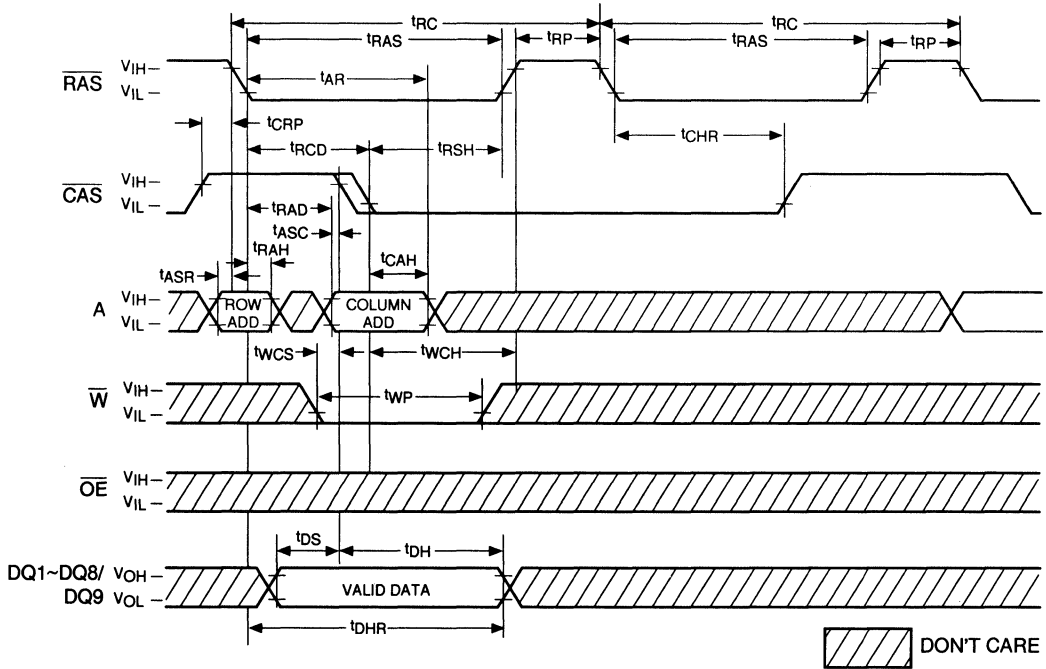 tRC tRC
tRAS tRP tRAS tRP
RAS VIH– tAR
VIL–
tCRP tCHR
tRCD tRSH
CAS VIH–
VIL–
tRAD
tASC
tRAH
tASR tCAH
A VIH– ROW ADD COLUMN ADD
VIL–
tWCS tWCH
W VIH– tWP
VIL–
OE VIH–
VIL–
tDS tDH
DQ1~DQ8/ VOH– VALID DATA
DQ9 VOL–
tDHR
DON'T CARE